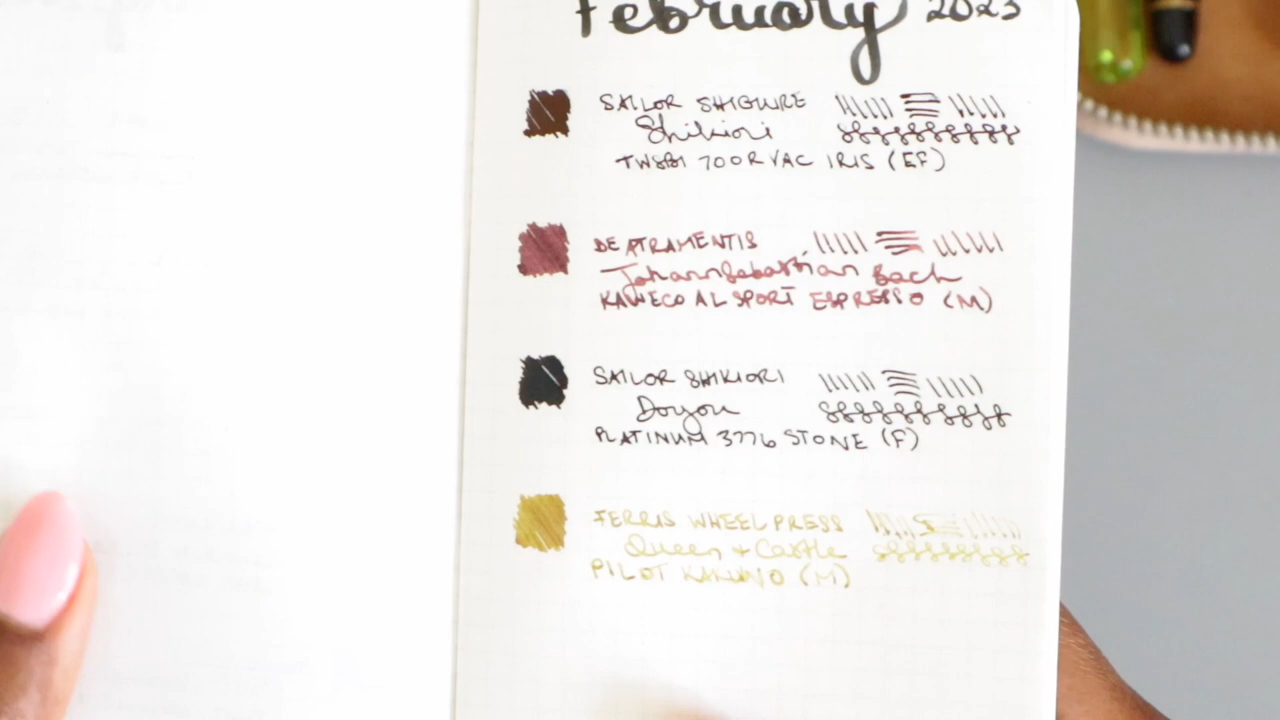 February 2023
SAILOR SHIGURE
Shikiori
TWSBI 700R VAC IRIS (EF)
DE ATRAMENTIS
Johann Sebastian Bach
KAWECO AL SPORT ESPRESSO (M)
SAILOR SHIKIORI
Doyou
PLATINUM 3776 STONE (F)
FERRIS WHEEL PRESS
Queen + Castle
PILOT KAKUNO (M)